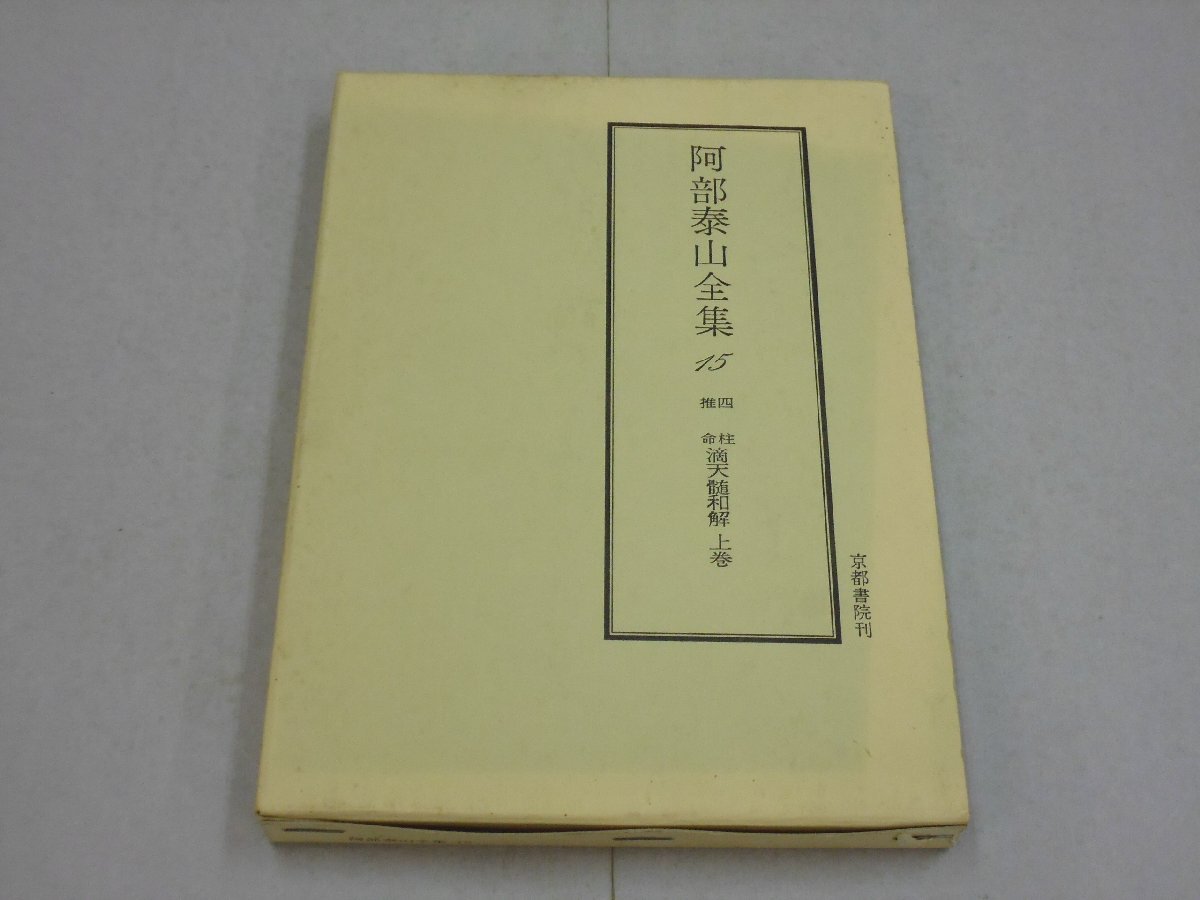 阿部泰山全集 15
四柱
推命
滴天髄和解 上巻
京都書院刊